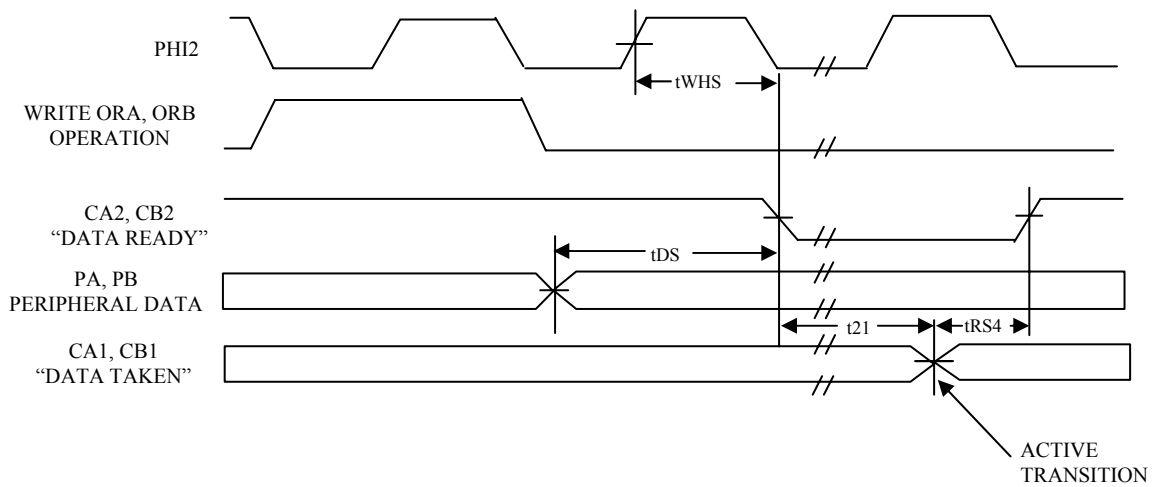 PHI2
tWHS
WRITE ORA, ORB
OPERATION
CA2, CB2
“DATA READY”
tDS
PA, PB
PERIPHERAL DATA
t21
tRS4
CA1, CB1
“DATA TAKEN”
ACTIVE
TRANSITION